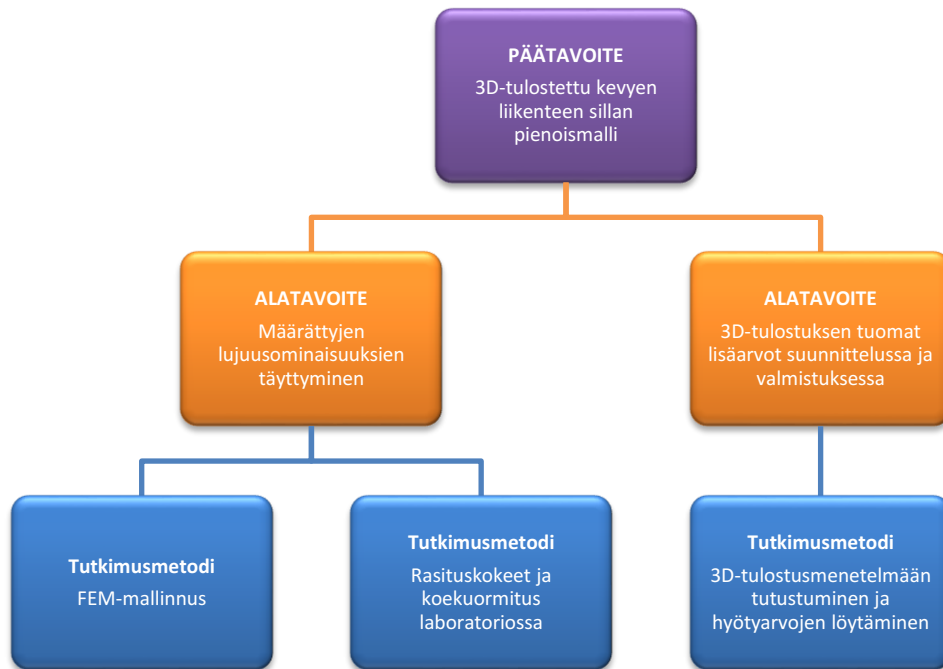 PÄÄTAVOITE
3D-tulostettu kevyen
liikenteen sillan
pienoismalli
ALATAVOITE
Määrättyjen
lujuusominaisuuksien
täyttyminen
ALATAVOITE
3D-tulostuksen tuomat
lisäarvot suunnittelussa ja
valmistuksessa
Tutkimusmetodi
FEM-mallinnus
Tutkimusmetodi
Rasituskokeet ja
koekuormitus
laboratoriossa
Tutkimusmetodi
3D-tulostusmenetelmään
tutustuminen ja
hyötyarvojen löytäminen